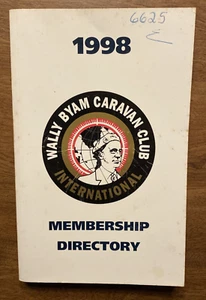 6625
1998
WALLY BYAM CARAVAN CLUB
INTERNATIONAL
MEMBERSHIP
DIRECTORY